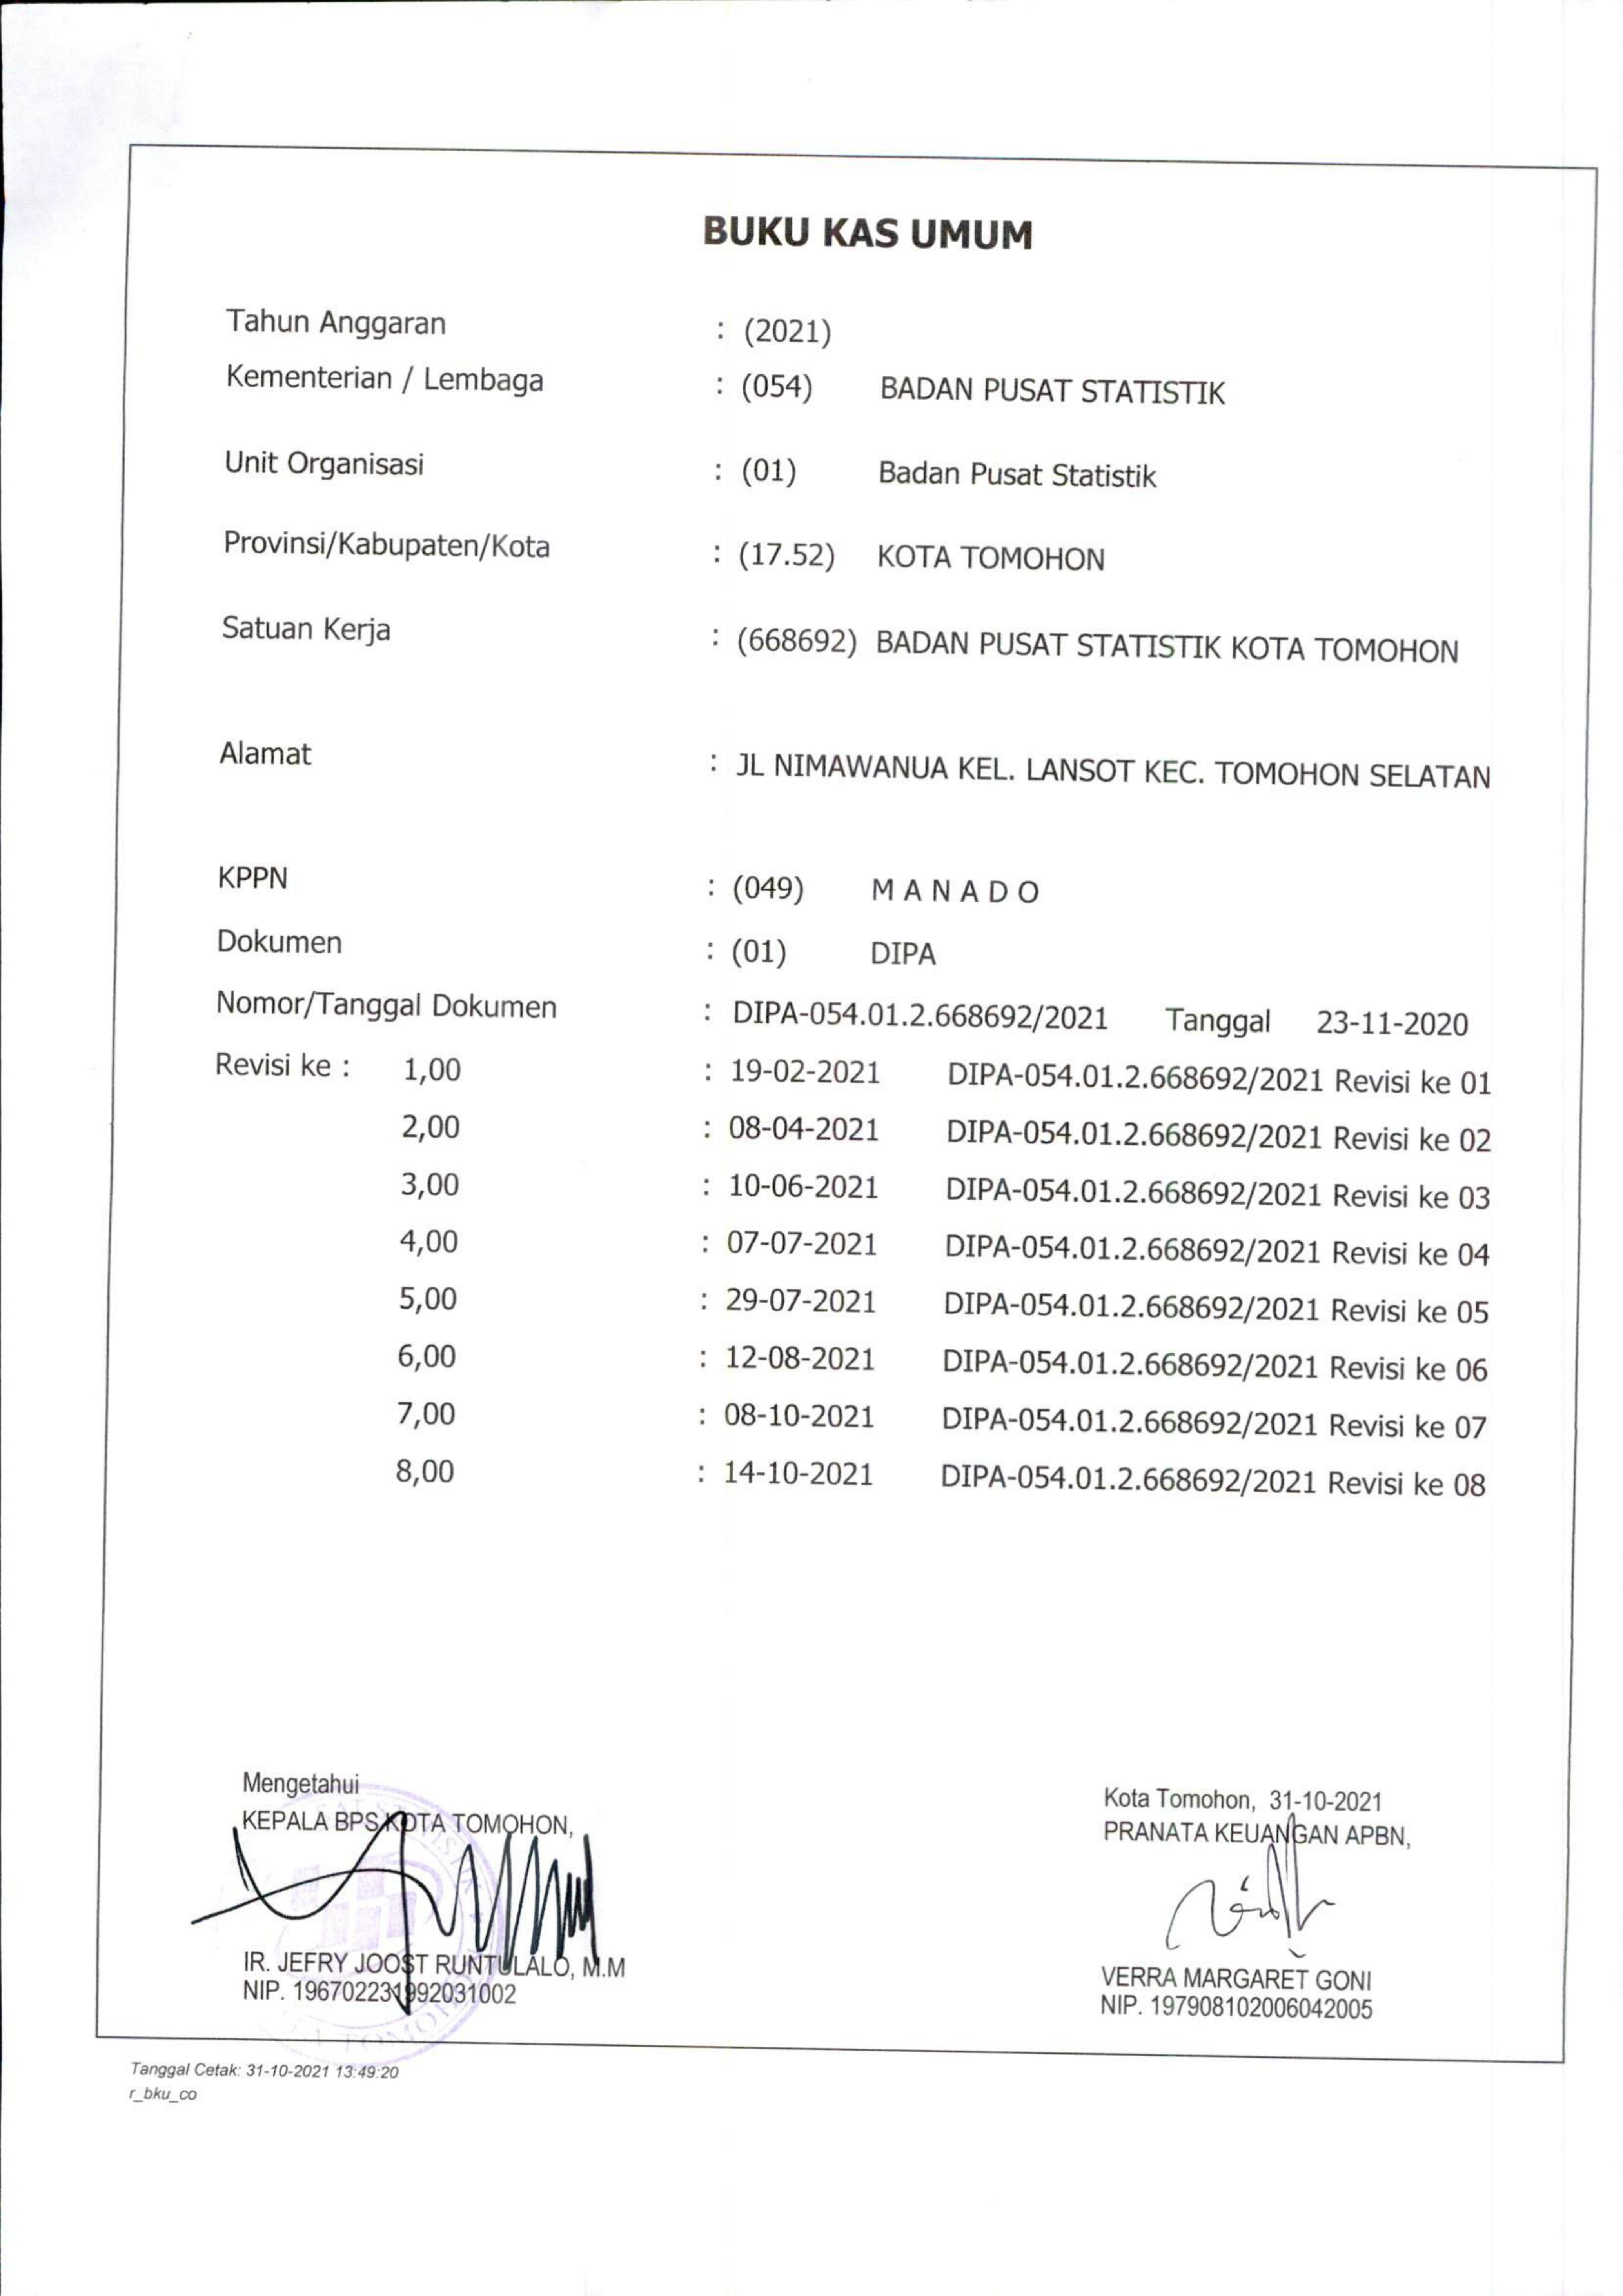 BUKU KAS UMUM
Tahun Anggaran : (2021)
Kementerian / Lembaga : (054) BADAN PUSAT STATISTIK
Unit Organisasi : (01) Badan Pusat Statistik
Provinsi/Kabupaten/Kota : (17.52) KOTA TOMOHON
Satuan Kerja : (668692) BADAN PUSAT STATISTIK KOTA TOMOHON
Alamat : JL NIMAWANUA KEL. LANSOT KEC. TOMOHON SELATAN
KPPN : (049) M A N A D O
Dokumen : (01) DIPA
Nomor/Tanggal Dokumen : DIPA-054.01.2.668692/2021 Tanggal 23-11-2020
Revisi ke : 1,00 : 19-02-2021 DIPA-054.01.2.668692/2021 Revisi ke 01
2,00 : 08-04-2021 DIPA-054.01.2.668692/2021 Revisi ke 02
3,00 : 10-06-2021 DIPA-054.01.2.668692/2021 Revisi ke 03
4,00 : 07-07-2021 DIPA-054.01.2.668692/2021 Revisi ke 04
5,00 : 29-07-2021 DIPA-054.01.2.668692/2021 Revisi ke 05
6,00 : 12-08-2021 DIPA-054.01.2.668692/2021 Revisi ke 06
7,00 : 08-10-2021 DIPA-054.01.2.668692/2021 Revisi ke 07
8,00 : 14-10-2021 DIPA-054.01.2.668692/2021 Revisi ke 08
Mengetahui
KEPALA BPS KOTA TOMOHON,
IR. JEFRY JOOST RUNTULALO, M.M
NIP. 196702231992031002
Kota Tomohon, 31-10-2021
PRANATA KEUANGAN APBN,
VERRA MARGARET GONI
NIP. 197908102006042005
Tanggal Cetak: 31-10-2021 13:49:20
r_bku_co